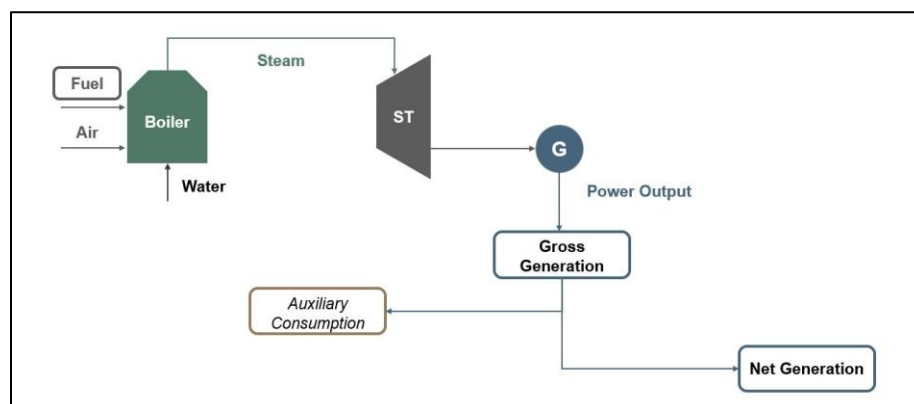 Steam
Fuel
Boiler
Air
ST
G
Water
Power Output
Gross
Generation
Auxiliary
Consumption
Net Generation